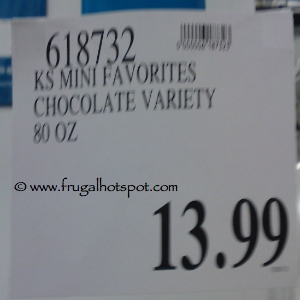 618732
KS MINI FAVORITES
CHOCOLATE VARIETY
80 OZ
© www.frugalhotspot.com
13.99